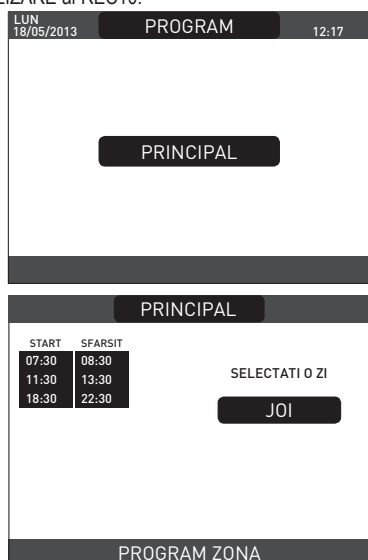 LUN PROGRAM
18/05/2013 12:17
PRINCIPAL
PRINCIPAL
START SFARSIT
07:30 08:30
11:30 13:30
18:30 22:30
SELECTATI O ZI
JOI
PROGRAM ZONA